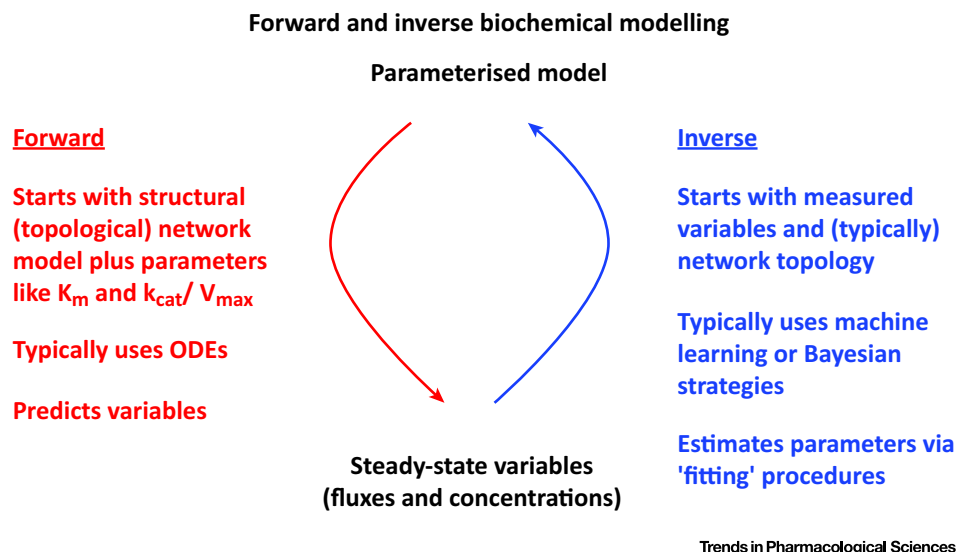 Forward and inverse biochemical modelling
Parameterised model
Forward
Starts with structural
(topological) network
model plus parameters
like Km and kcat/ Vmax
Typically uses ODEs
Predicts variables
Inverse
Starts with measured
variables and (typically)
network topology
Typically uses machine
learning or Bayesian
strategies
Estimates parameters via
'fitting' procedures
Steady-state variables
(fluxes and concentrations)
Trends in Pharmacological Sciences